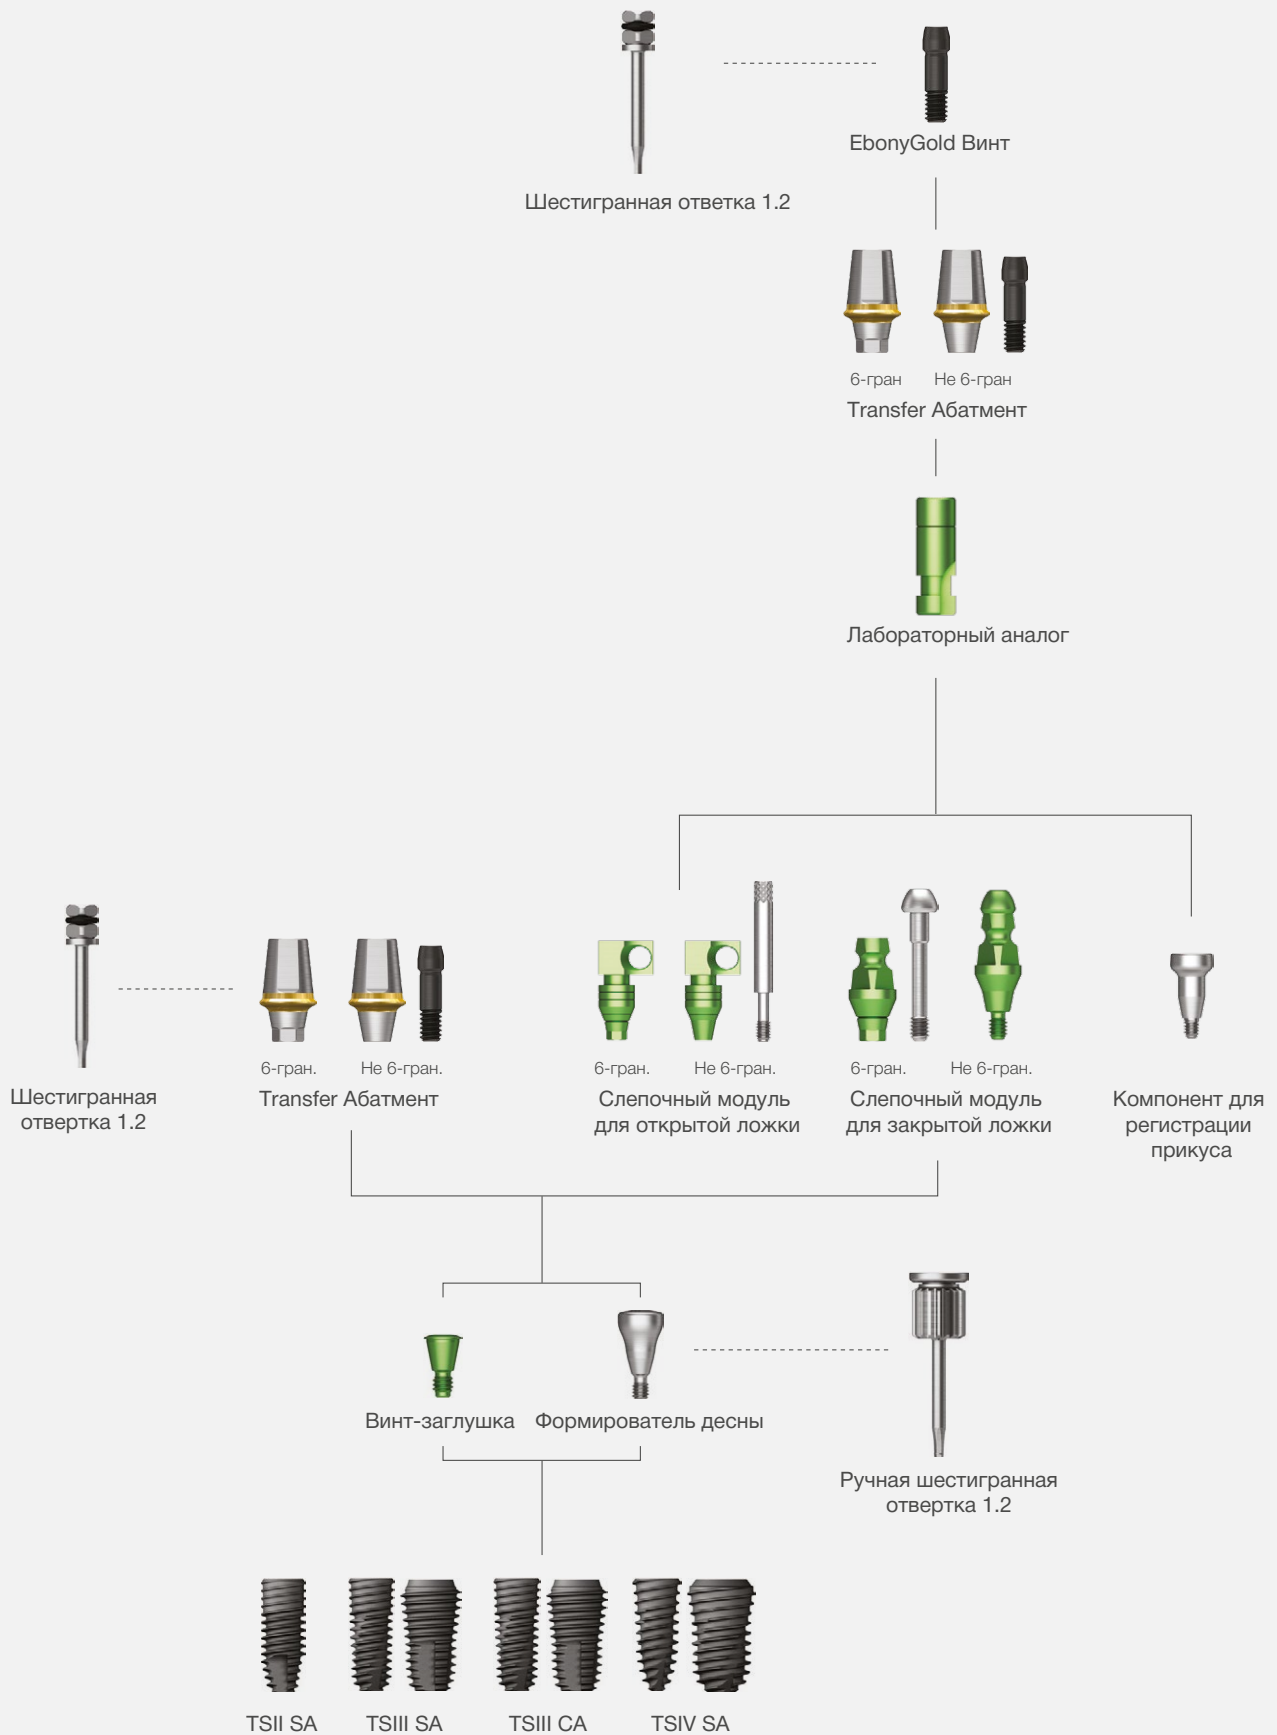 EbonyGold Винт
Шестигранная ответка 1.2
6-гран
Не 6-гран
Transfer Абатмент
Лабораторный аналог
Шестигранная
отвертка 1.2
6-гран.
Не 6-гран.
Transfer Абатмент
6-гран.
Не 6-гран.
Слепочный модуль
для открытой ложки
6-гран.
Не 6-гран.
Слепочный модуль
для закрытой ложки
Компонент для
регистрации
прикуса
Винт-заглушка
Формирователь десны
Ручная шестигранная
отвертка 1.2
TSII SA
TSIII SA
TSIII CA
TSIV SA